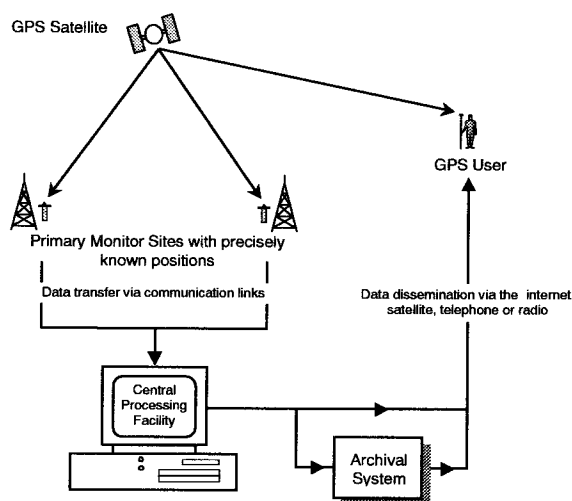 GPS Satellite
GPS User
Primary Monitor Sites with precisely
known positions
Data transfer via communication links
Data dissemination via the internet
satellite, telephone or radio
Central
Processing
Facility
Archival
System